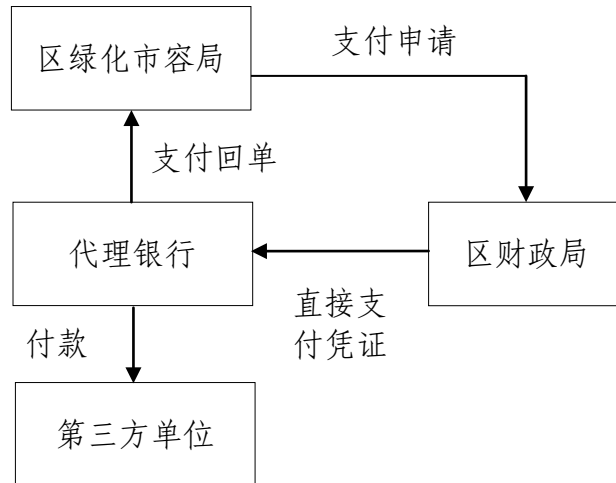 区绿化市容局
支付申请
支付回单
代理银行
区财政局
直接支
付凭证
付款
第三方单位